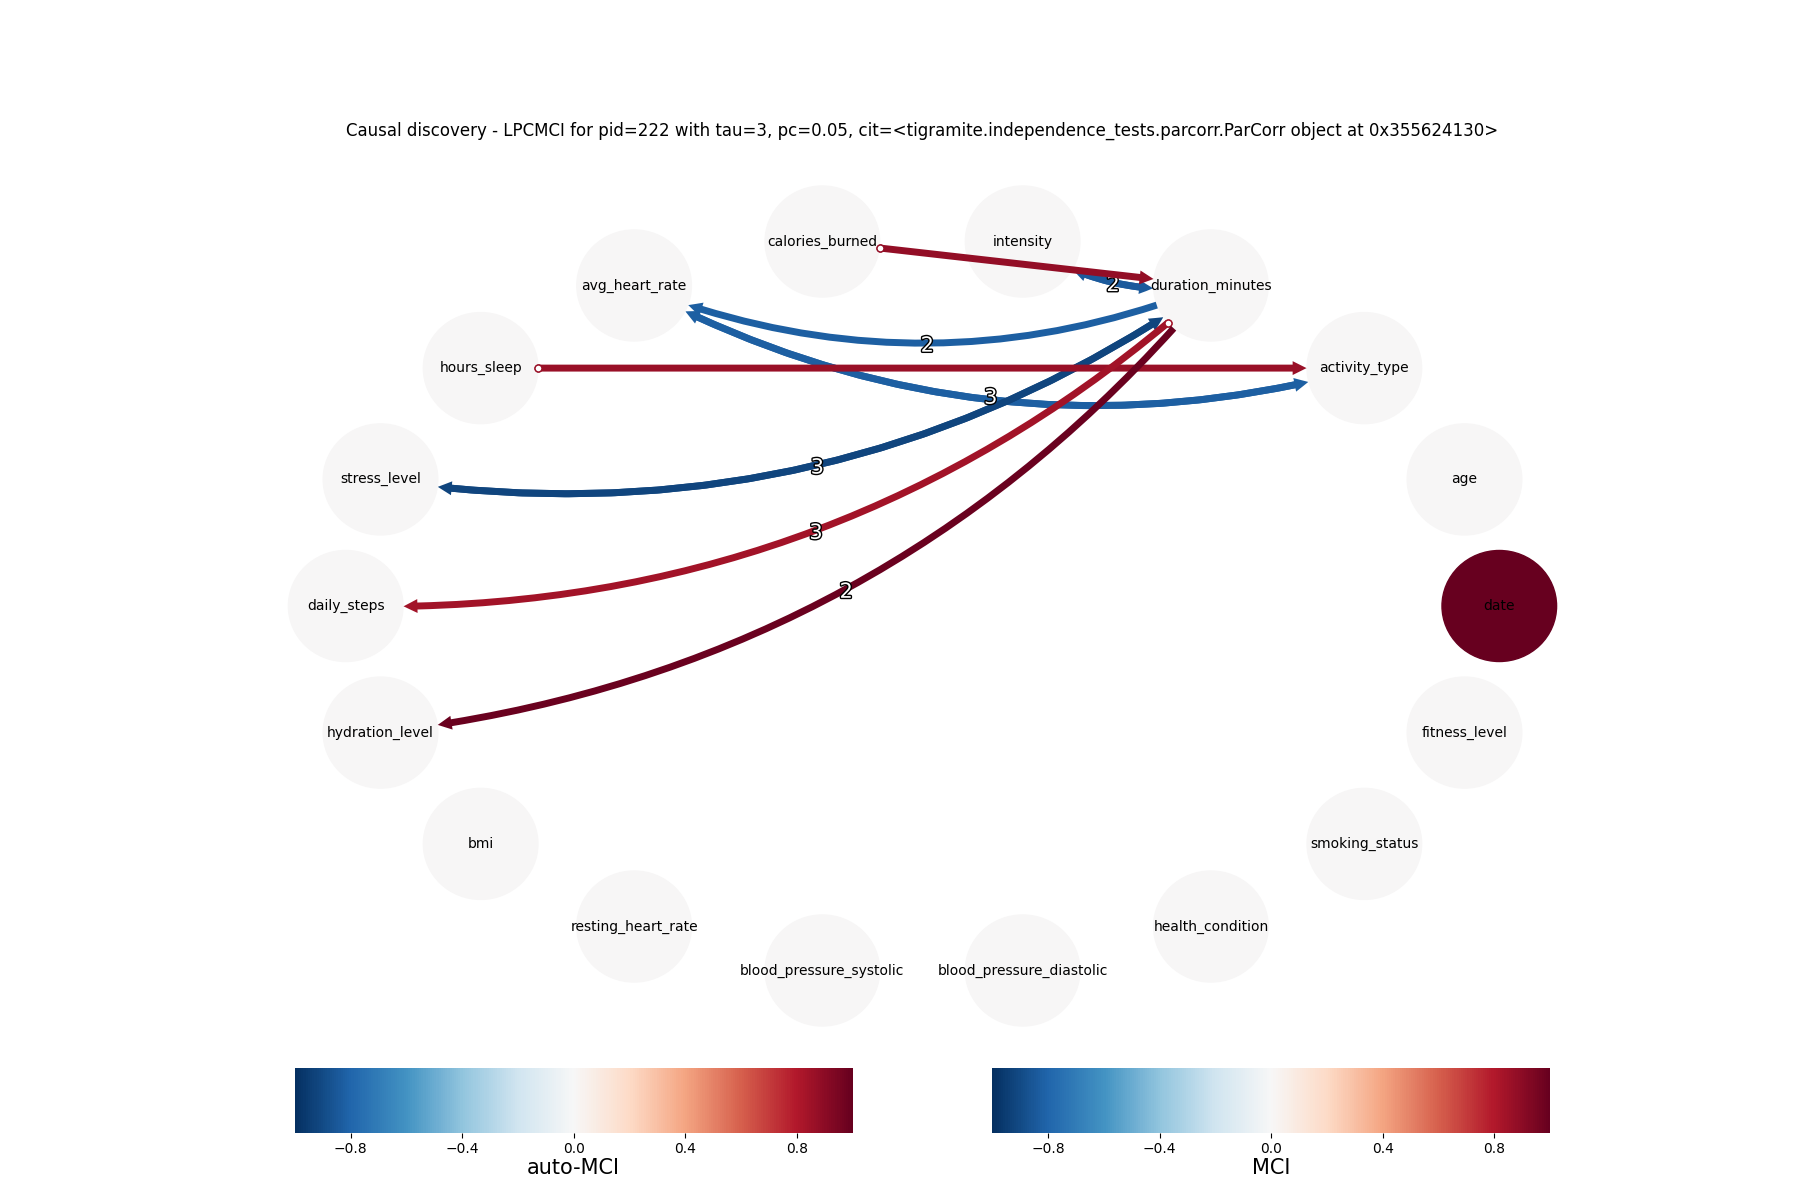 Causal discovery - LPCMCI for pid=222 with tau=3, pc=0.05, cit=<tigramite.independence_tests.parcorr.ParCorr object at 0x355624130>
calories_burned
intensity
avg_heart_rate
2
duration_minutes
2
hours_sleep
activity_type
3
stress_level
3
age
3
2
daily_steps
date
hydration_level
fitness_level
bmi
smoking_status
resting_heart_rate
health_condition
blood_pressure_systolic
blood_pressure_diastolic
−0.8 −0.4 0.0 0.4 0.8
auto-MCI
−0.8 −0.4 0.0 0.4 0.8
MCI